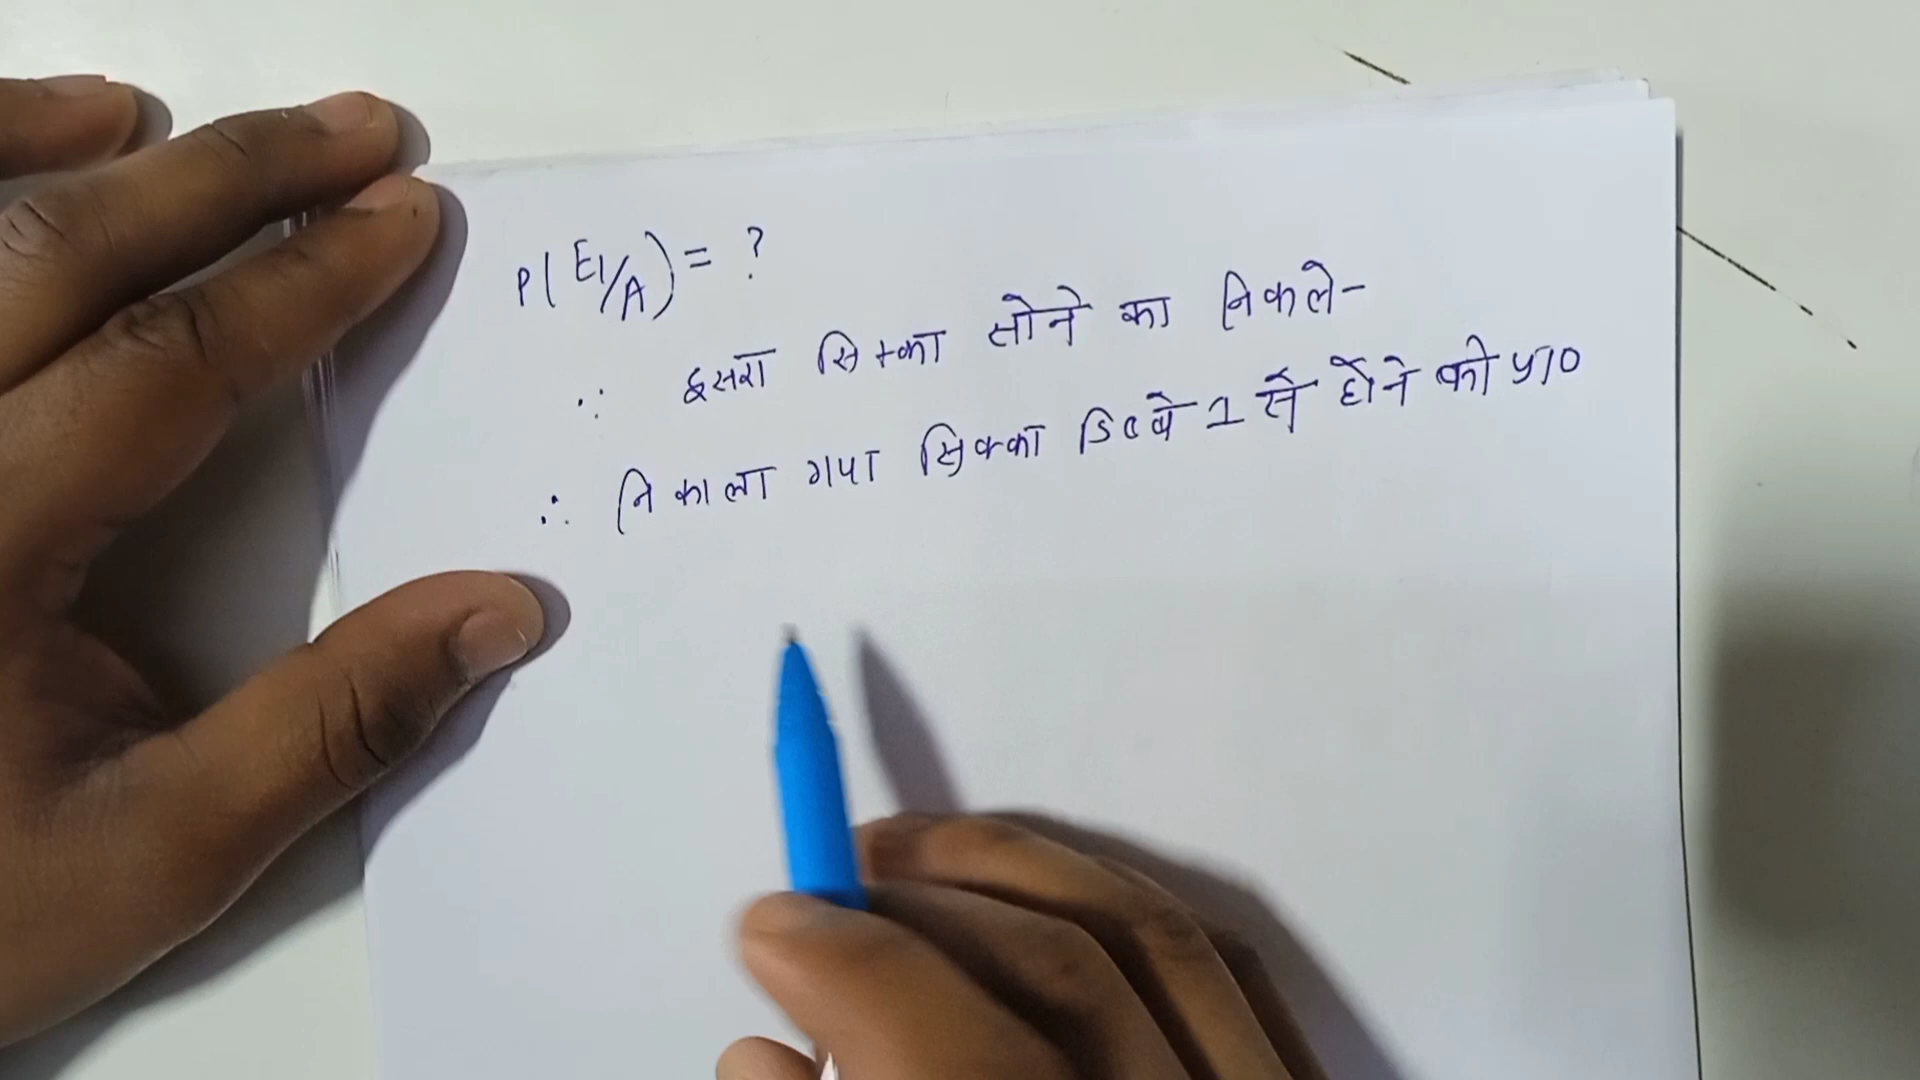 P(E1/A) = ?
∵ दूसरा सिक्का सोने का निकले-
∴ निकाला गया सिक्का डिब्बे 1 से होने की प्रा०